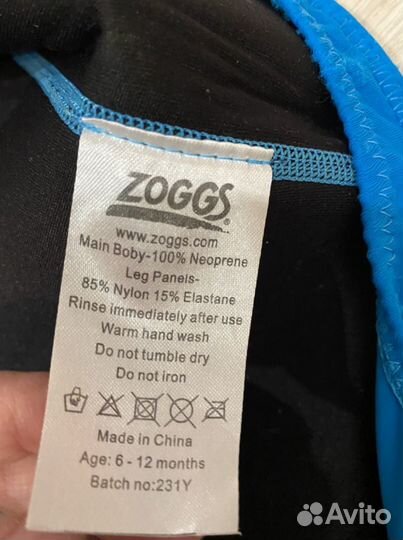 ZOGGS®
www.zoggs.com
Main Boby-100% Neoprene
Leg Panels-
85% Nylon 15% Elastane
Rinse immediately after use
Warm hand wash
Do not tumble dry
Do not iron
Made in China
Age: 6 - 12 months
Batch no:231Y
Avito